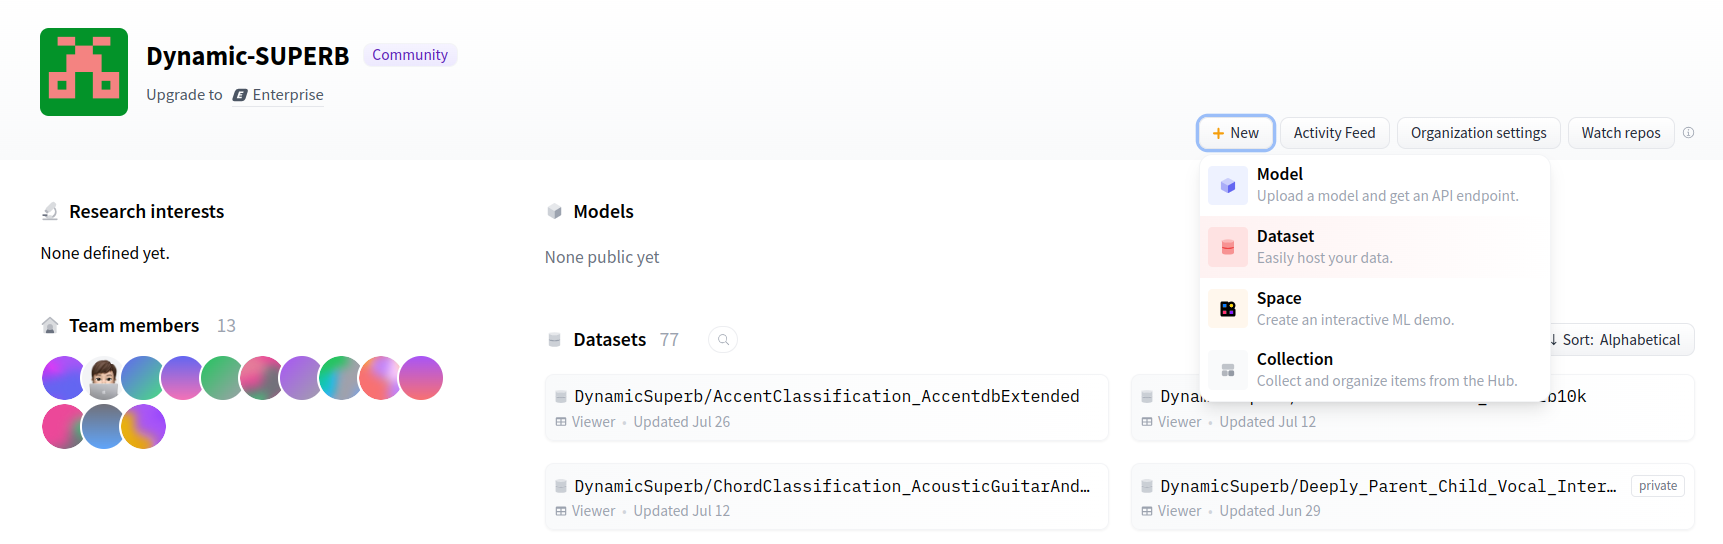 Dynamic-SUPERB Community
Upgrade to E Enterprise
+ New Activity Feed Organization settings Watch repos
Model
Upload a model and get an API endpoint.
Dataset
Easily host your data.
Space
Create an interactive ML demo.
Collection
Collect and organize items from the Hub.
Research interests
None defined yet.
Team members 13
Models
None public yet
Datasets 77
Sort: Alphabetical
DynamicSuperb/AccentClassification_AccentdbExtended
Viewer • Updated Jul 26
Viewer • Updated Jul 12
DynamicSuperb/ChordClassification_AcousticGuitarAnd…
Viewer • Updated Jul 12
DynamicSuperb/Deeply_Parent_Child_Vocal_Inter… private
Viewer • Updated Jun 29